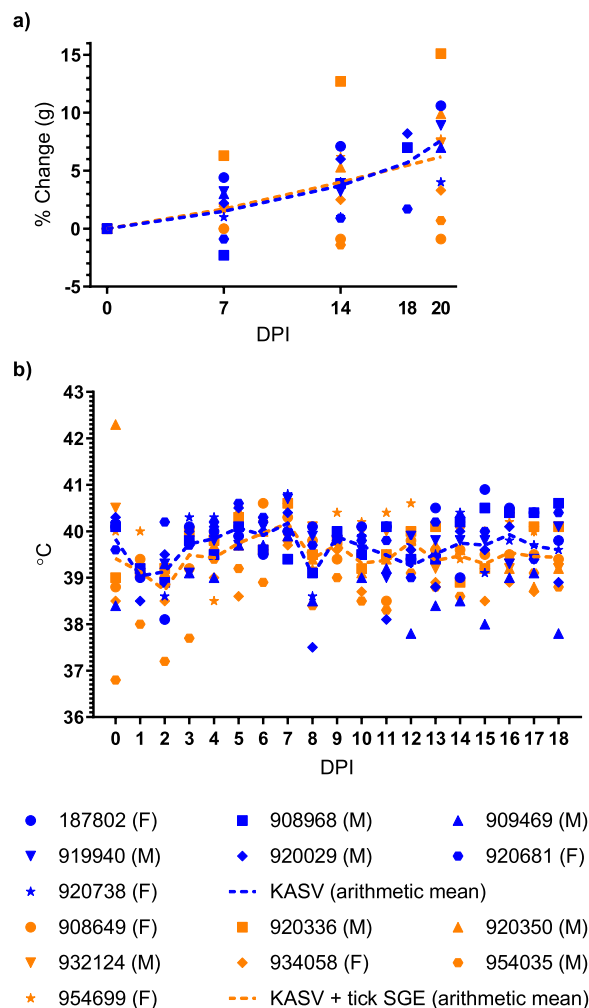 a)
15
10
5
0
-5
% Change (g)
0 7 14 18 20
DPI
b)
43
42
41
40
39
38
37
36
°C
0 1 2 3 4 5 6 7 8 9 10 11 12 13 14 15 16 17 18
DPI
187802 (F) 908968 (M) 909469 (M)
919940 (M) 920029 (M) 920681 (F)
920738 (F) KASV (arithmetic mean)
908649 (F) 920336 (M) 920350 (M)
932124 (M) 934058 (F) 954035 (M)
954699 (F) KASV + tick SGE (arithmetic mean)